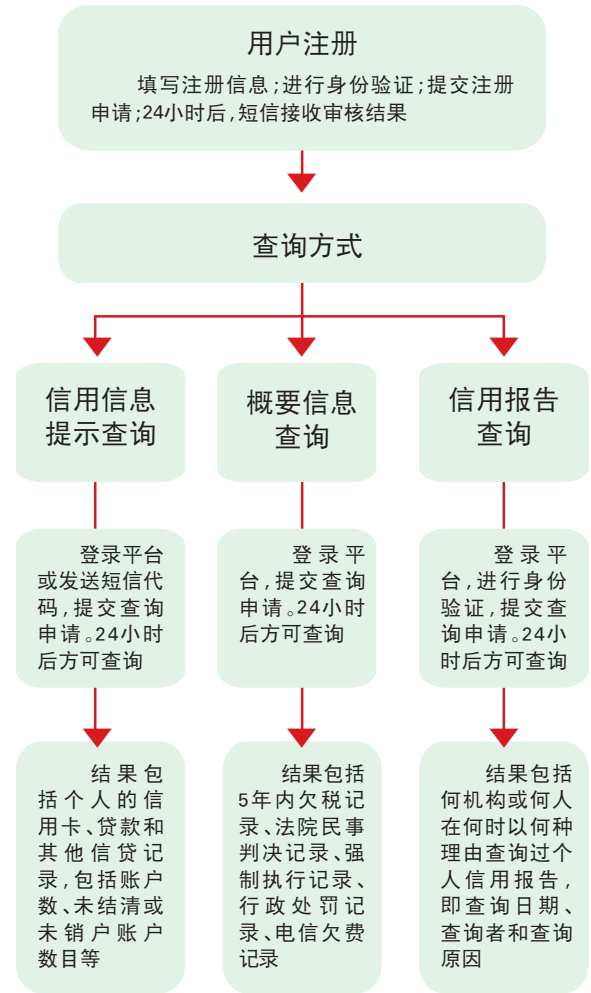 用户注册
填写注册信息;进行身份验证;提交注册
申请;24小时后,短信接收审核结果
查询方式
信用信息
提示查询
概要信息
查询
信用报告
查询
登录平台
或发送短信代
码,提交查询
申请。24小时
后方可查询
登录平
台,提交查询
申请。24小时
后方可查询
登录平
台,进行身份
验证,提交查
询申请。24小
时后方可查询
结果包
括个人的信
用卡、贷款和
其他信贷记
录,包括账户
数、未结清或
未销户账户
数目等
结果包括
5年内欠税记
录、法院民事
判决记录、强
制执行记录、
行政处罚记
录、电信欠费
记录
结果包括
何机构或何人
在何时以何种
理由查询过个
人信用报告,
即查询日期、
查询者和查询
原因